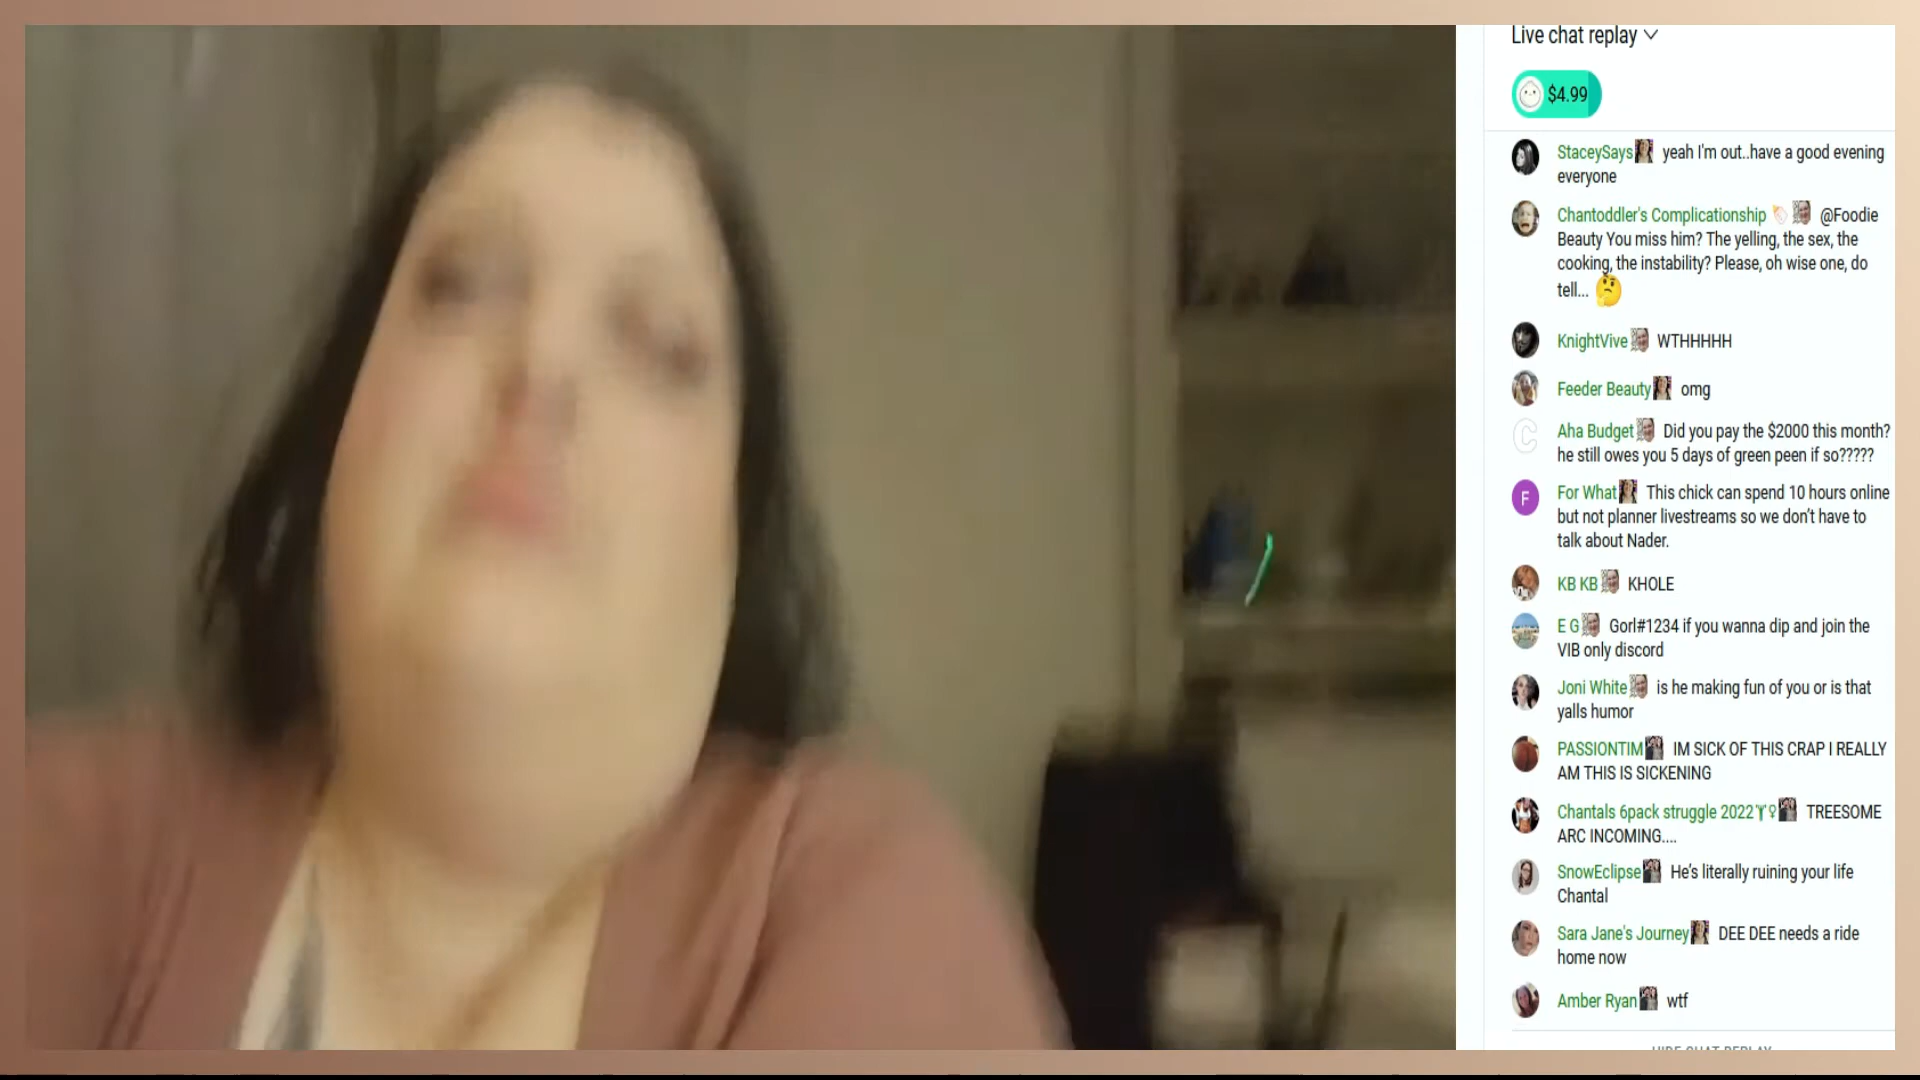 Live chat replay
$4.99
StaceySays yeah I'm out..have a good evening
everyone
Chantoddler's Complicationship @Foodie
Beauty You miss him? The yelling, the sex, the
cooking, the instability? Please, oh wise one, do
tell...
KnightVive WTHHHHH
Feeder Beauty omg
C
Aha Budget Did you pay the $2000 this month?
he still owes you 5 days of green peen if so?????
F
For What This chick can spend 10 hours online
but not planner livestreams so we don't have to
talk about Nader.
KB KB KHOLE
E G Gorl#1234 if you wanna dip and join the
VIB only discord
Joni White is he making fun of you or is that
yalls humor
PASSIONTIM IM SICK OF THIS CRAP I REALLY
AM THIS IS SICKENING
Chantals 6pack struggle 2022 TREESOME
ARC INCOMING....
SnowEclipse He's literally ruining your life
Chantal
Sara Jane's Journey DEE DEE needs a ride
home now
Amber Ryan wtf
HIDE CHAT REPLAY